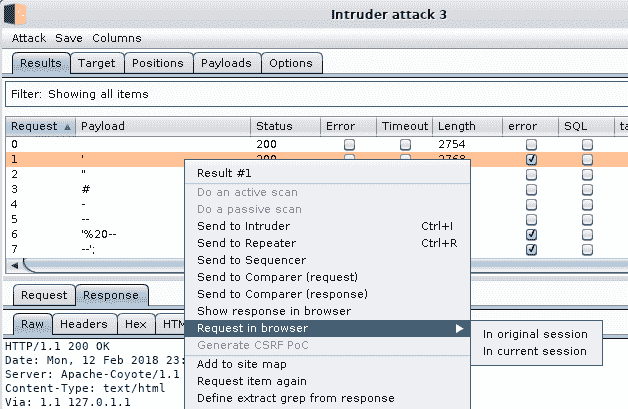 Intruder attack 3
Attack Save Columns
Results Target Positions Payloads Options
Filter: Showing all items
Request Payload Status Error Timeout Length error SQL
0 200 2754
1 ' 200 2768
2 "
3 #
4 -
5 --
6 '%20--
7 --';
Result #1
Do an active scan
Do a passive scan
Send to Intruder Ctrl+I
Send to Repeater Ctrl+R
Send to Sequencer
Send to Comparer (request)
Send to Comparer (response)
Show response in browser
Request in browser
Generate CSRF PoC
Add to site map
Request item again
Define extract grep from response
In original session
In current session
Request Response
Raw Headers Hex
HTTP/1.1 200 OK
Date: Mon, 12 Feb 2018 23:
Server: Apache-Coyote/1.1
Content-Type: text/html
Via: 1.1 127.0.1.1